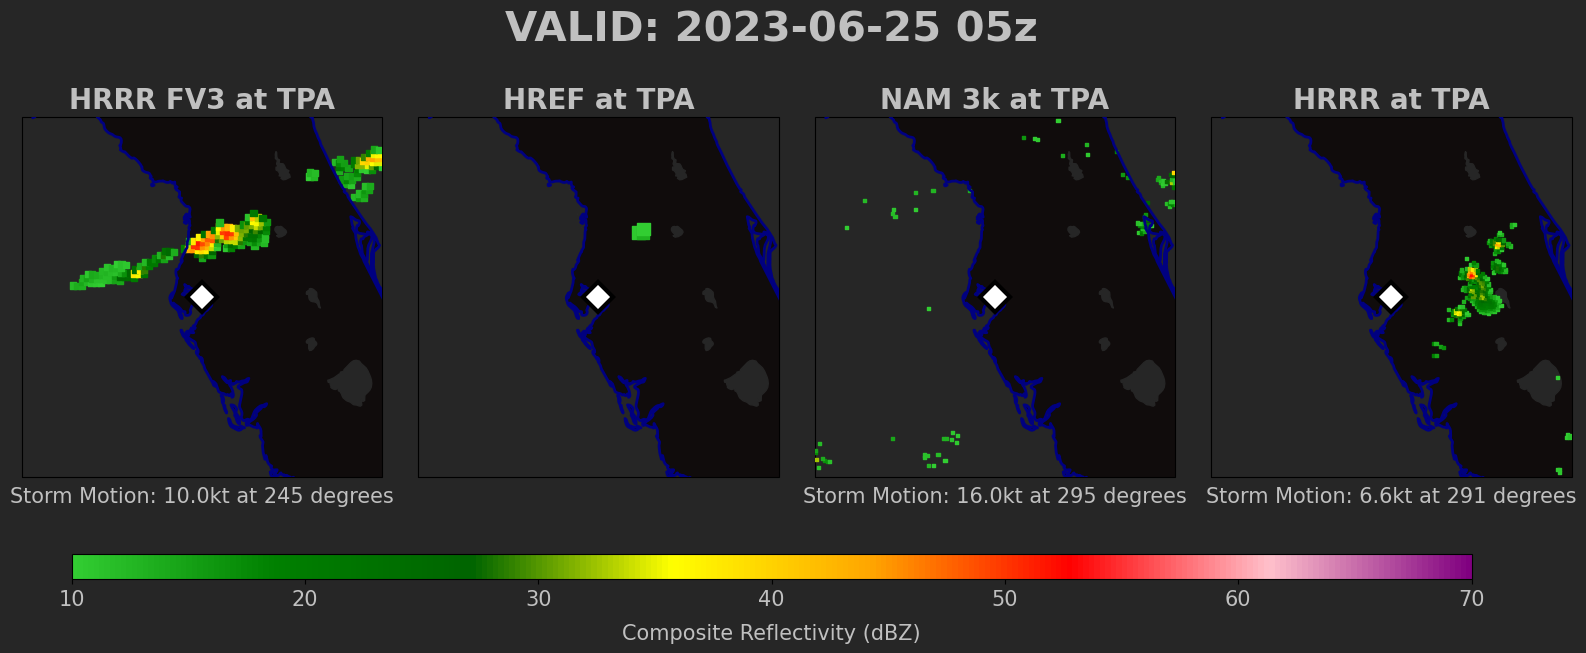 VALID: 2023-06-25 05z
HRRR FV3 at TPA
HREF at TPA
NAM 3k at TPA
HRRR at TPA
Storm Motion: 10.0kt at 245 degrees
Storm Motion: 16.0kt at 295 degrees
Storm Motion: 6.6kt at 291 degrees
10 20 30 40 50 60 70
Composite Reflectivity (dBZ)